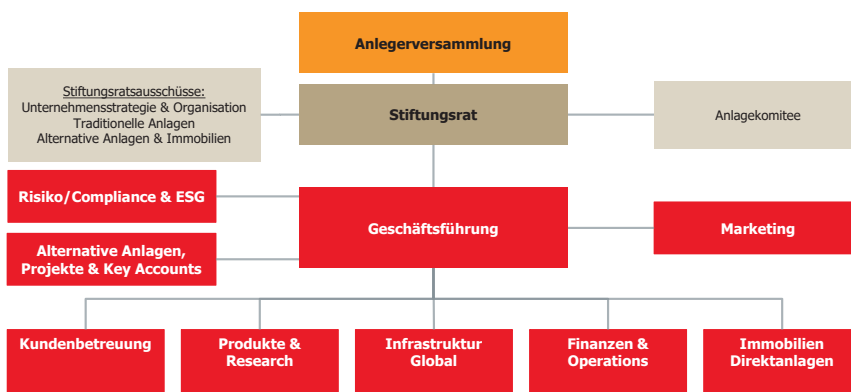 Anlegerversammlung
Stiftungsratsausschüsse:
Unternehmensstrategie & Organisation
Traditionelle Anlagen
Alternative Anlagen & Immobilien
Stiftungsrat
Anlagekomitee
Risiko/Compliance & ESG
Geschäftsführung
Marketing
Alternative Anlagen,
Projekte & Key Accounts
Kundenbetreuung
Produkte &
Research
Infrastruktur
Global
Finanzen &
Operations
Immobilien
Direktanlagen